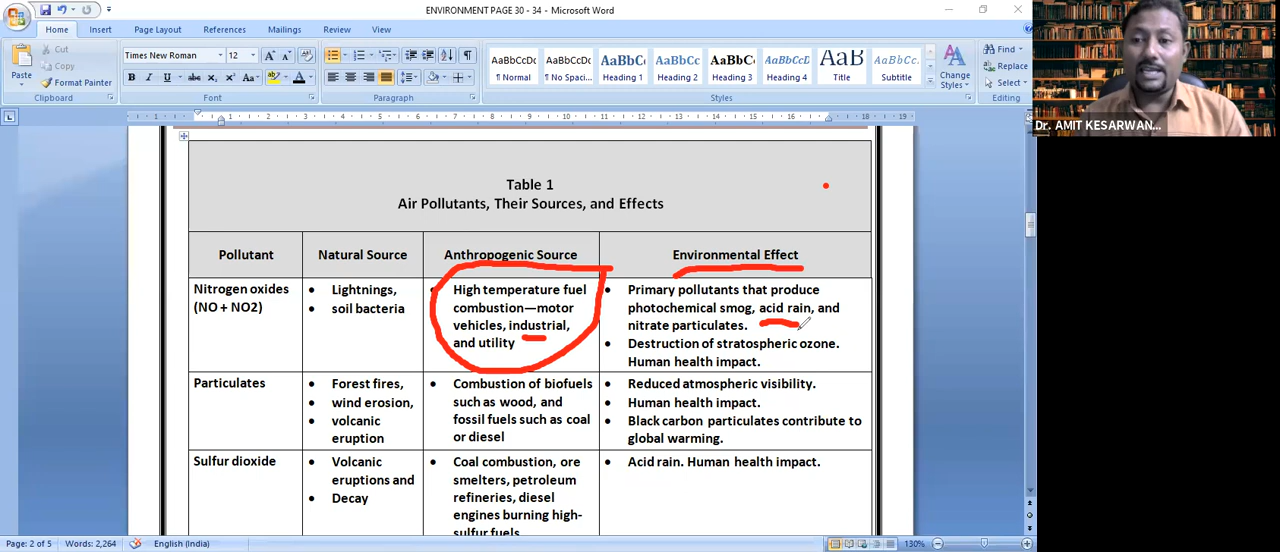 ENVIRONMENT PAGE 30 - 34 - Microsoft Word
Home Insert Page Layout References Mailings Review View
Paste
Cut
Copy
Format Painter
Clipboard
Times New Roman 12
Font
Paragraph
AaBbCcDc AaBbCcDc AaBbCc AaBbCc AaBbCc AaBbCcD AaB AaBbCcD
¶ Normal ¶ No Spaci... Heading 1 Heading 2 Heading 3 Heading 4 Title Subtitle
Change
Styles
Styles
Find
Replace
Select
Editing
Dr. AMIT KESARWAN...
Table 1
Air Pollutants, Their Sources, and Effects
Pollutant Natural Source Anthropogenic Source Environmental Effect
Nitrogen oxides
(NO + NO2)
• Lightnings,
• soil bacteria
• High temperature fuel
combustion—motor
vehicles, industrial,
and utility
• Primary pollutants that produce
photochemical smog, acid rain, and
nitrate particulates.
• Destruction of stratospheric ozone.
Human health impact.
Particulates
• Forest fires,
• wind erosion,
• volcanic
eruption
• Combustion of biofuels
such as wood, and
fossil fuels such as coal
or diesel
• Reduced atmospheric visibility.
• Human health impact.
• Black carbon particulates contribute to
global warming.
Sulfur dioxide
• Volcanic
eruptions and
• Decay
• Coal combustion, ore
smelters, petroleum
refineries, diesel
engines burning high-
sulfur fuels
• Acid rain. Human health impact.
Page: 2 of 5 Words: 2,264 English (India) 130%